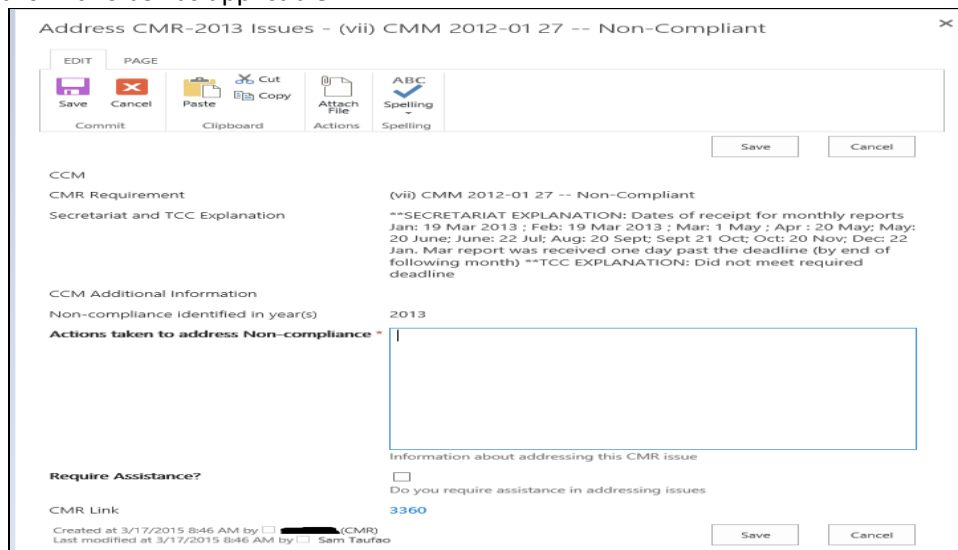 Address CMR-2013 Issues - (vii) CMM 2012-01 27 -- Non-Compliant
×
EDIT PAGE
Save Cancel Paste Cut Copy Attach File ABC Spelling
Commit Clipboard Actions Spelling
Save Cancel
CCM
CMR Requirement (vii) CMM 2012-01 27 -- Non-Compliant
Secretariat and TCC Explanation **SECRETARIAT EXPLANATION: Dates of receipt for monthly reports
Jan: 19 Mar 2013 ; Feb: 19 Mar 2013 ; Mar: 1 May ; Apr : 20 May; May:
20 June; June: 22 Jul; Aug: 20 Sept; Sept 21 Oct; Oct: 20 Nov; Dec: 22
Jan. Mar report was received one day past the deadline (by end of
following month) **TCC EXPLANATION: Did not meet required
deadline
CCM Additional Information
Non-compliance identified in year(s) 2013
Actions taken to address Non-compliance *
Information about addressing this CMR issue
Require Assistance?
Do you require assistance in addressing issues
CMR Link 3360
Created at 3/17/2015 8:46 AM by (CMR)
Last modified at 3/17/2015 8:46 AM by Sam Taufao
Save Cancel